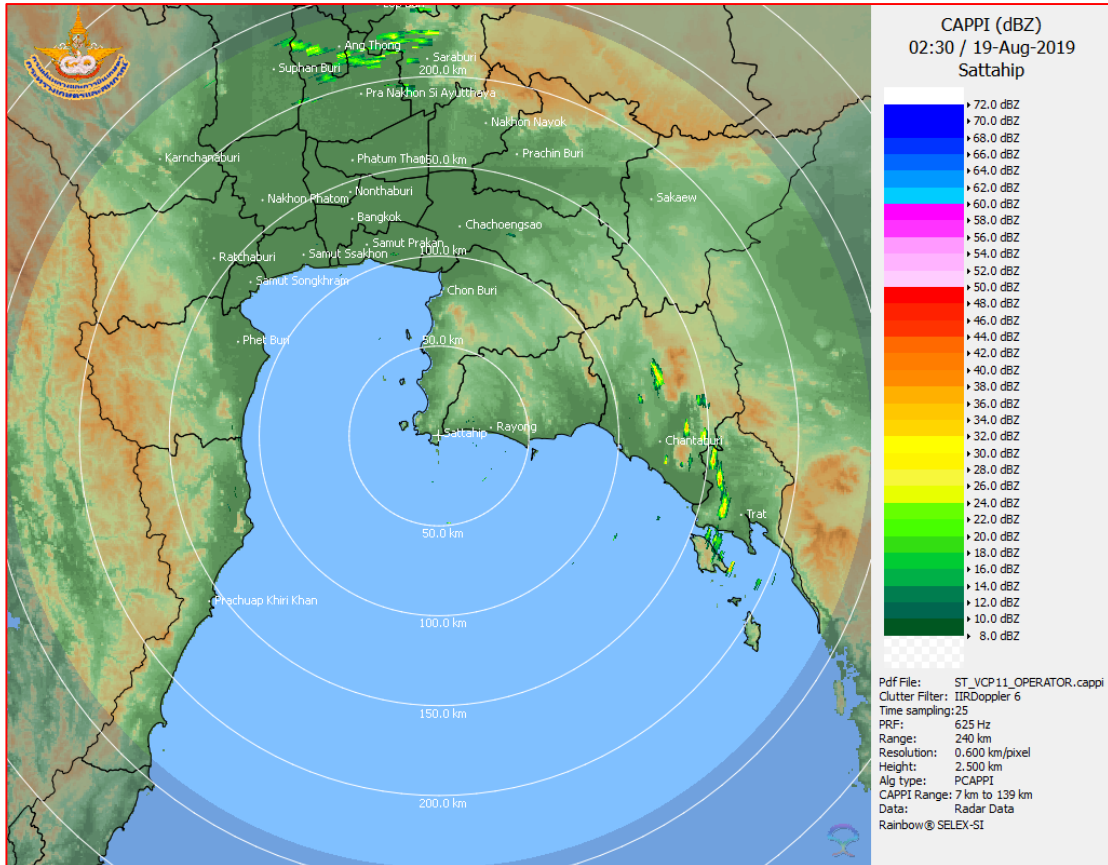 Ang Thong
Saraburi
Suphan Buri
200.0 km
Pra Nakhon Si Ayutthaya
Nakhon Nayok
Karnchanaburi
Phatum Thani
150.0 km
Prachin Buri
Nakhon Phatom
Nonthaburi
Sakaew
Bangkok
Chachoengsao
Samut Prakan
Ratchaburi
Samut Ssakhon
100.0 km
Samut Songkhram
Chon Buri
Phet Buri
50.0 km
Sattahip
Rayong
Chantaburi
Trat
50.0 km
Prachuap Khiri Khan
100.0 km
150.0 km
200.0 km
CAPPI (dBZ)
02:30 / 19-Aug-2019
Sattahip
72.0 dBZ
70.0 dBZ
68.0 dBZ
66.0 dBZ
64.0 dBZ
62.0 dBZ
60.0 dBZ
58.0 dBZ
56.0 dBZ
54.0 dBZ
52.0 dBZ
50.0 dBZ
48.0 dBZ
46.0 dBZ
44.0 dBZ
42.0 dBZ
40.0 dBZ
38.0 dBZ
36.0 dBZ
34.0 dBZ
32.0 dBZ
30.0 dBZ
28.0 dBZ
26.0 dBZ
24.0 dBZ
22.0 dBZ
20.0 dBZ
18.0 dBZ
16.0 dBZ
14.0 dBZ
12.0 dBZ
10.0 dBZ
8.0 dBZ
Pdf File: ST_VCP11_OPERATOR.cappi
Clutter Filter: IIRDoppler 6
Time sampling:25
PRF: 625 Hz
Range: 240 km
Resolution: 0.600 km/pixel
Height: 2.500 km
Alg type: PCAPPI
CAPPI Range: 7 km to 139 km
Data: Radar Data
Rainbow® SELEX-SI